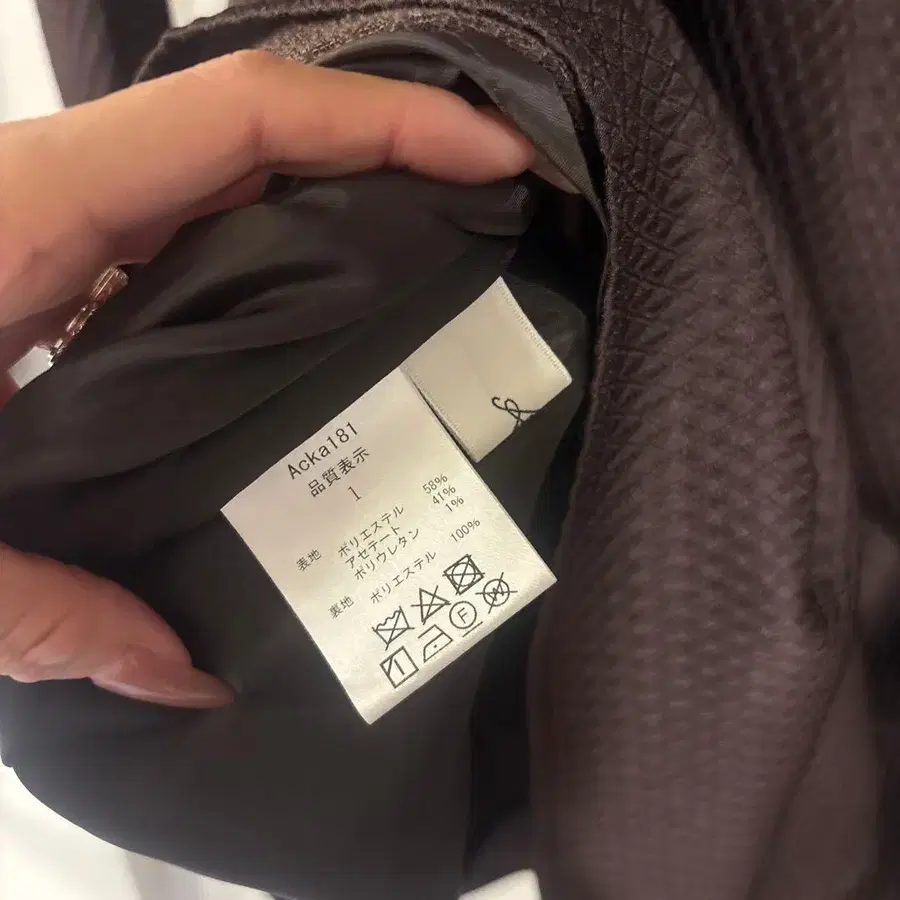 Acka181
品質表示
1
表地 ポリエステル 58%
アセテート 41%
ポリウレタン 1%
裏地 ポリエステル 100%
F W